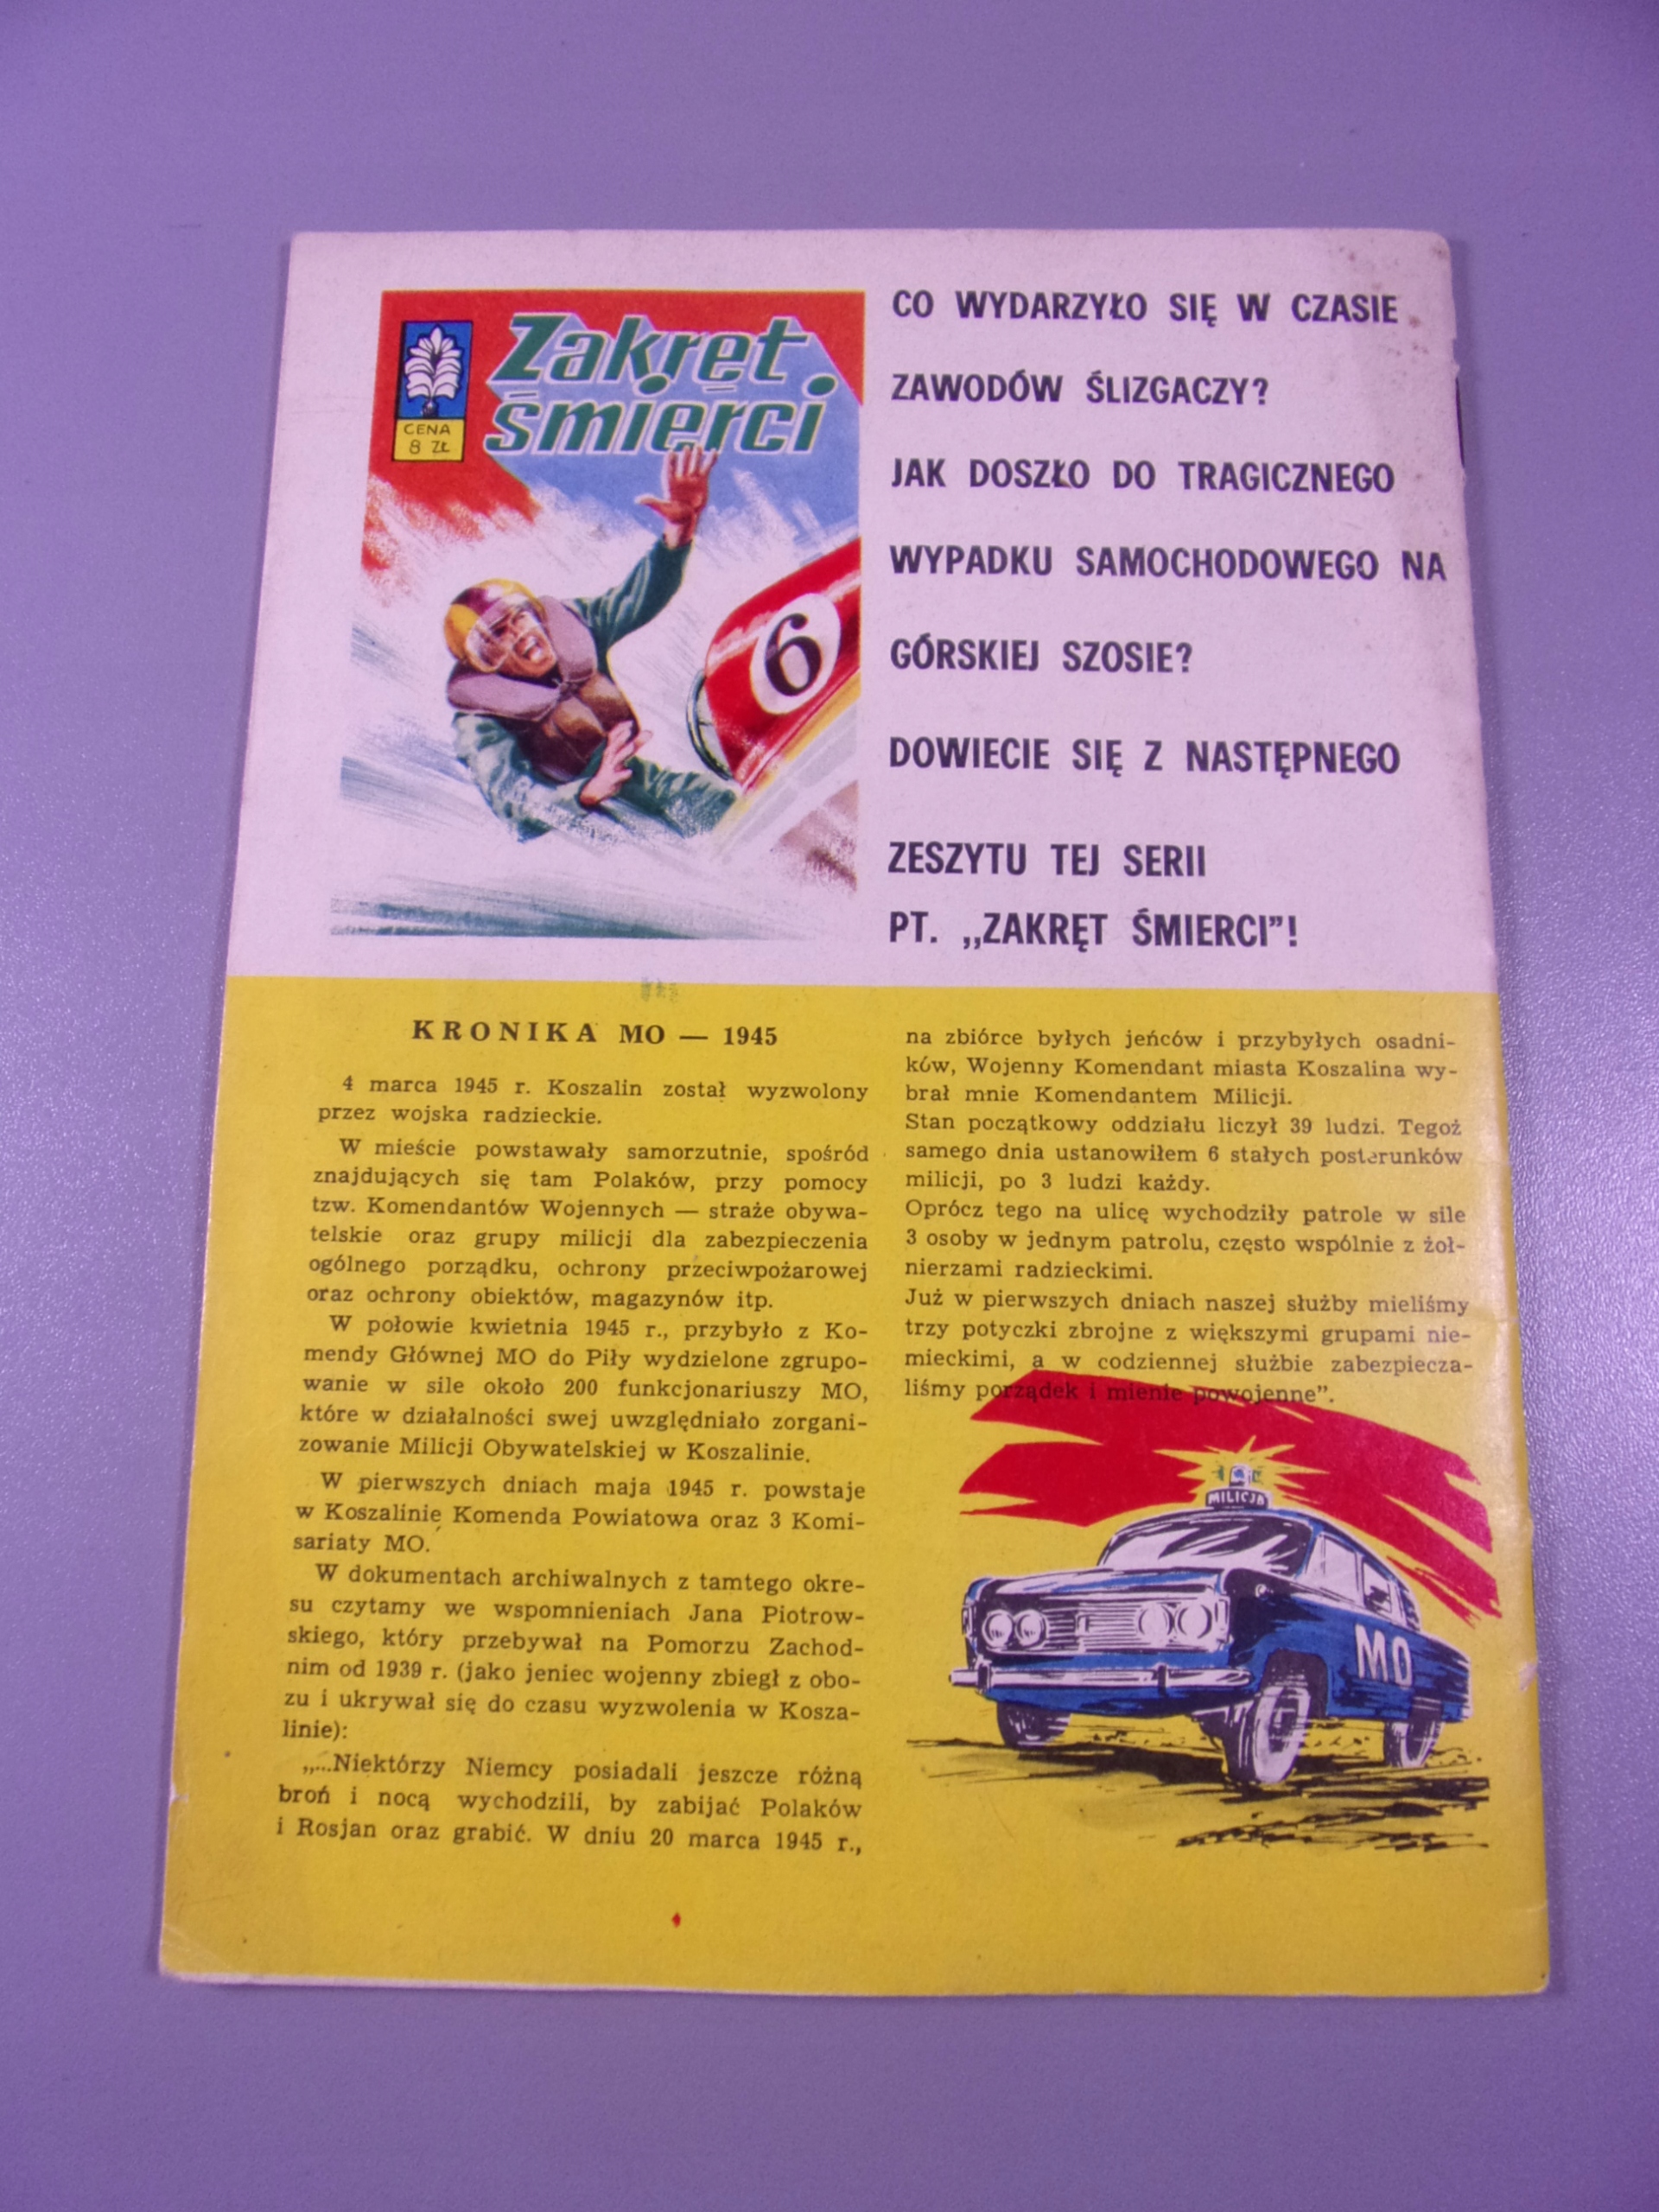 Zakręt
śmierci
CENA
8 ZŁ
6
CO WYDARZYŁO SIĘ W CZASIE
ZAWODÓW ŚLIZGACZY?
JAK DOSZŁO DO TRAGICZNEGO
WYPADKU SAMOCHODOWEGO NA
GÓRSKIEJ SZOSIE?
DOWIECIE SIĘ Z NASTĘPNEGO
ZESZYTU TEJ SERII
PT. „ZAKRĘT ŚMIERCI”!
KRONIKA MO — 1945
4 marca 1945 r. Koszalin został wyzwolony
przez wojska radzieckie.
W mieście powstawały samorzutnie, spośród
znajdujących się tam Polaków, przy pomocy
tzw. Komendantów Wojennych — straże obywa-
telskie oraz grupy milicji dla zabezpieczenia
ogólnego porządku, ochrony przeciwpożarowej
oraz ochrony obiektów, magazynów itp.
W połowie kwietnia 1945 r., przybyło z Ko-
mendy Głównej MO do Piły wydzielone zgrupo-
wanie w sile około 200 funkcjonariuszy MO,
które w działalności swej uwzględniało zorgani-
zowanie Milicji Obywatelskiej w Koszalinie.
W pierwszych dniach maja 1945 r. powstaje
w Koszalinie Komenda Powiatowa oraz 3 Komi-
sariaty MO.
W dokumentach archiwalnych z tamtego okre-
su czytamy we wspomnieniach Jana Piotrow-
skiego, który przebywał na Pomorzu Zachod-
nim od 1939 r. (jako jeniec wojenny zbiegł z obo-
zu i ukrywał się do czasu wyzwolenia w Kosza-
linie):
„...Niektórzy Niemcy posiadali jeszcze różną
broń i nocą wychodzili, by zabijać Polaków
i Rosjan oraz grabić. W dniu 20 marca 1945 r.,
na zbiórce byłych jeńców i przybyłych osadni-
ków, Wojenny Komendant miasta Koszalina wy-
brał mnie Komendantem Milicji.
Stan początkowy oddziału liczył 39 ludzi. Tegoż
samego dnia ustanowiłem 6 stałych posterunków
milicji, po 3 ludzi każdy.
Oprócz tego na ulicę wychodziły patrole w sile
3 osoby w jednym patrolu, często wspólnie z żoł-
nierzami radzieckimi.
Już w pierwszych dniach naszej służby mieliśmy
trzy potyczki zbrojne z większymi grupami nie-
mieckimi, a w codziennej służbie zabezpiecza-
liśmy porządek i mienie powojenne”.
MILICJA
MO